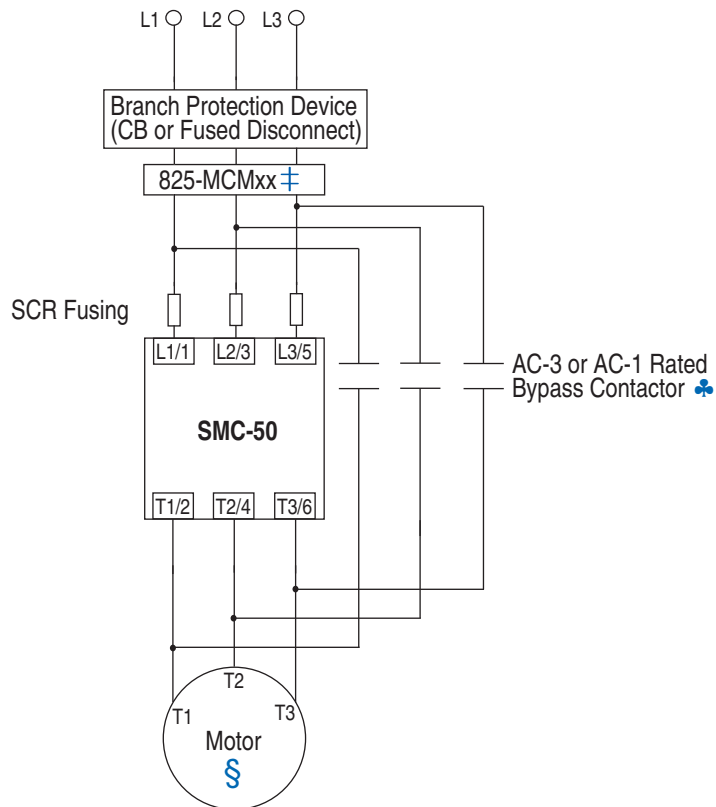 L1 L2 L3
Branch Protection Device
(CB or Fused Disconnect)
825-MCMxx ‡
SCR Fusing
L1/1 L2/3 L3/5
AC-3 or AC-1 Rated
Bypass Contactor ♣
SMC-50
T1/2 T2/4 T3/6
T2
T1 T3
Motor
§